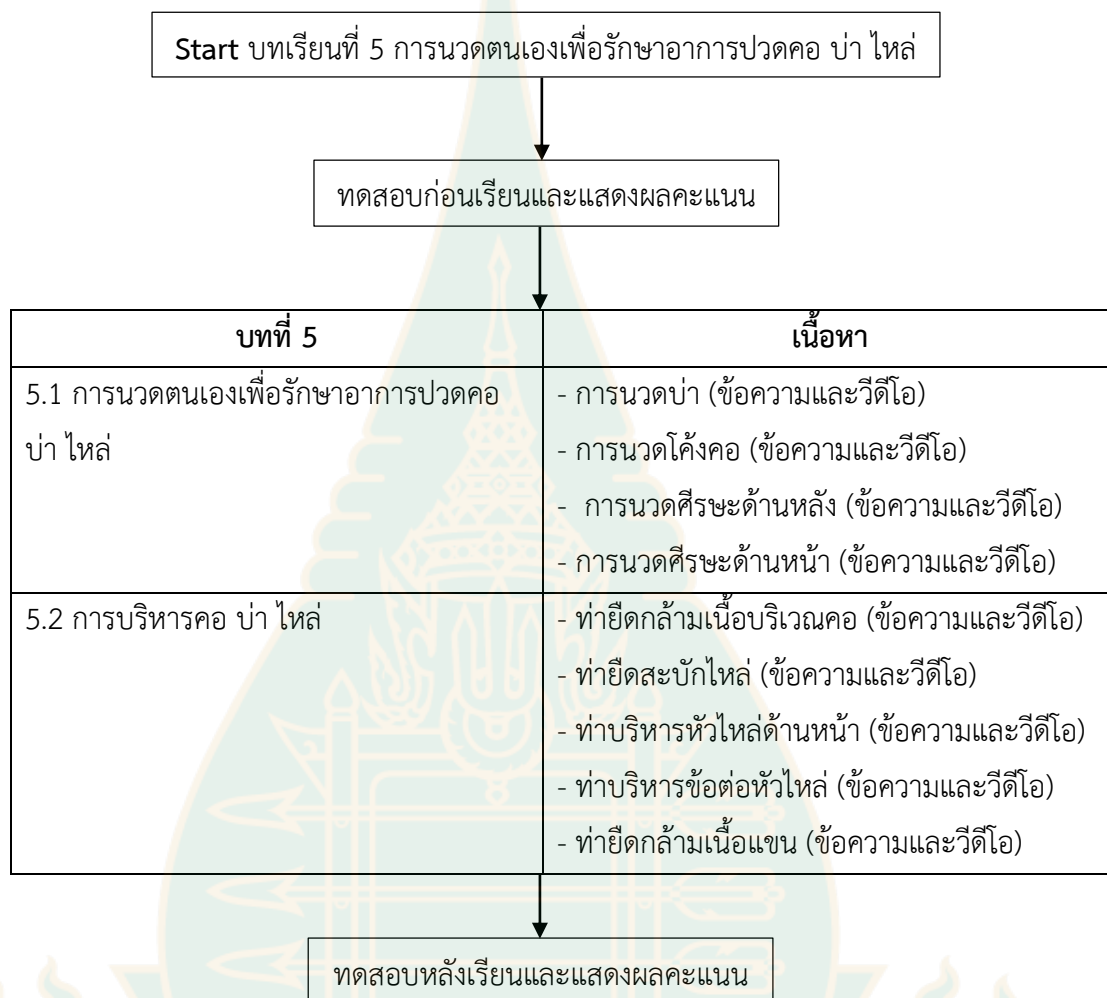 Start บทเรียนที่ 5 การนวดตนเองเพื่อรักษาอาการปวดคอ บ่า ไหล่
ทดสอบก่อนเรียนและแสดงผลคะแนน
บทที่ 5
เนื้อหา
5.1 การนวดตนเองเพื่อรักษาอาการปวดคอ
บ่า ไหล่
- การนวดบ่า (ข้อความและวีดีโอ)
- การนวดโค้งคอ (ข้อความและวีดีโอ)
- การนวดศีรษะด้านหลัง (ข้อความและวีดีโอ)
- การนวดศีรษะด้านหน้า (ข้อความและวีดีโอ)
5.2 การบริหารคอ บ่า ไหล่
- ท่ายืดกล้ามเนื้อบริเวณคอ (ข้อความและวีดีโอ)
- ท่ายืดสะบักไหล่ (ข้อความและวีดีโอ)
- ท่าบริหารหัวไหล่ด้านหน้า (ข้อความและวีดีโอ)
- ท่าบริหารข้อต่อหัวไหล่ (ข้อความและวีดีโอ)
- ท่ายืดกล้ามเนื้อแขน (ข้อความและวีดีโอ)
ทดสอบหลังเรียนและแสดงผลคะแนน